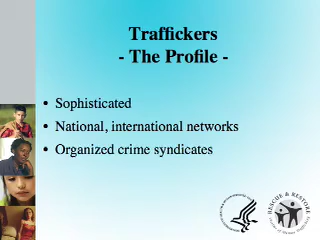 Traffickers
- The Profile -
• Sophisticated
• National, international networks
• Organized crime syndicates
RESCUE & RESTORE